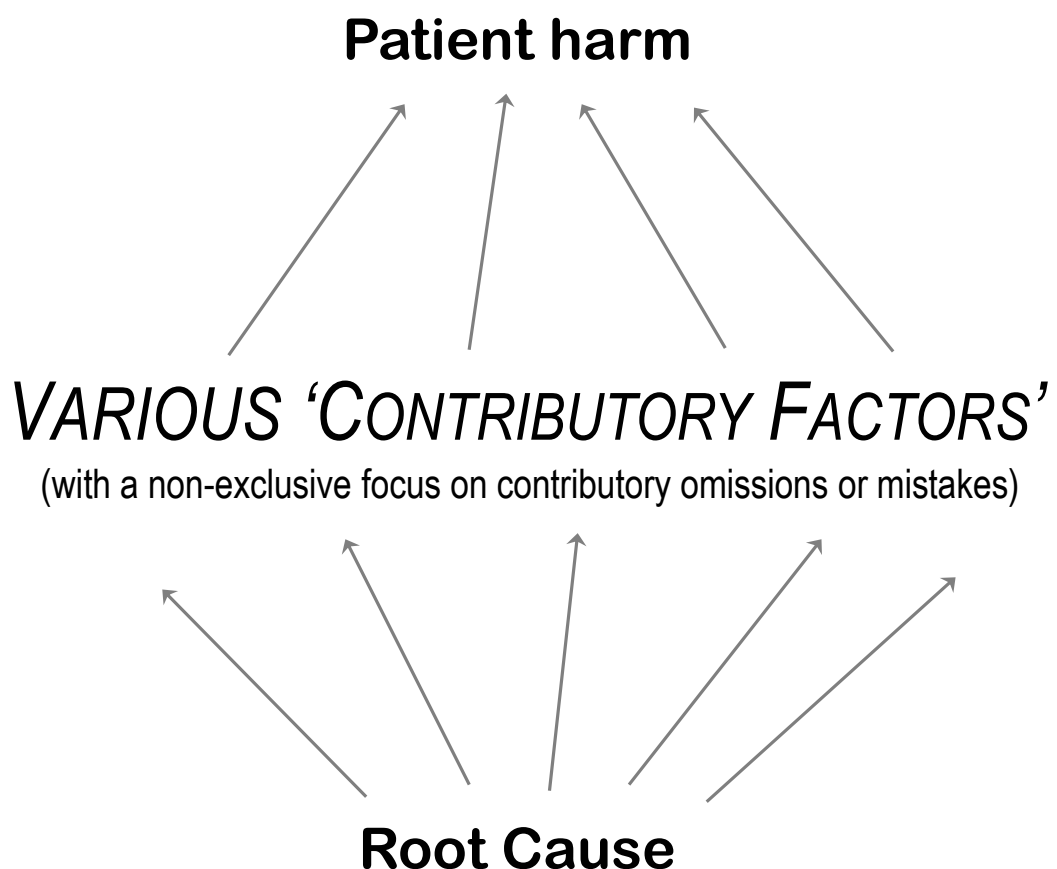 Patient harm
VARIOUS ‘CONTRIBUTORY FACTORS’
(with a non-exclusive focus on contributory omissions or mistakes)
Root Cause